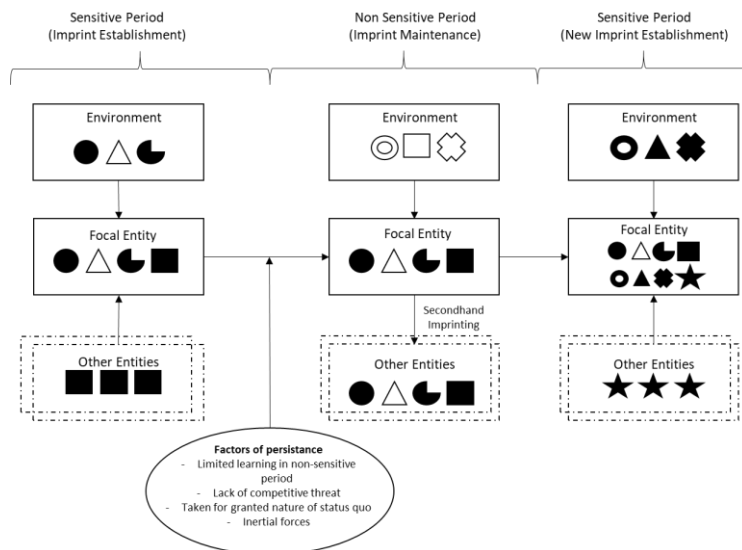 Sensitive Period
(Imprint Establishment)
Non Sensitive Period
(Imprint Maintenance)
Sensitive Period
(New Imprint Establishment)
Environment
Environment
Environment
Focal Entity
Focal Entity
Focal Entity
Secondhand
Imprinting
Other Entities
Other Entities
Other Entities
Factors of persistance
- Limited learning in non-sensitive
period
- Lack of competitive threat
- Taken for granted nature of status quo
- Inertial forces